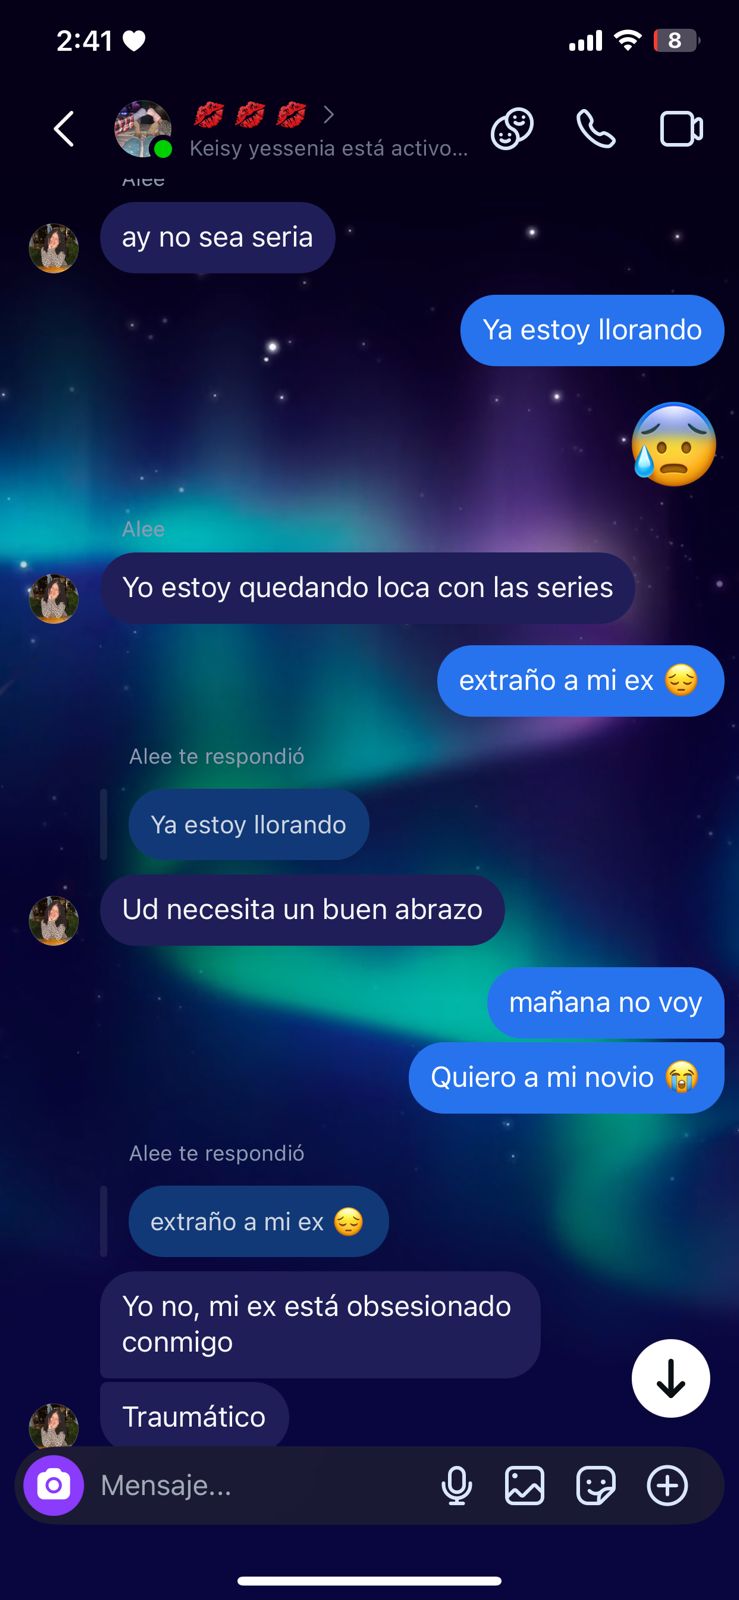 2:41
8
Keisy yessenia está activo...
Alee
ay no sea seria
Ya estoy llorando
Alee
Yo estoy quedando loca con las series
extraño a mi ex
Alee te respondió
Ya estoy llorando
Ud necesita un buen abrazo
mañana no voy
Quiero a mi novio
Alee te respondió
extraño a mi ex
Yo no, mi ex está obsesionado
conmigo
Traumático
Mensaje...